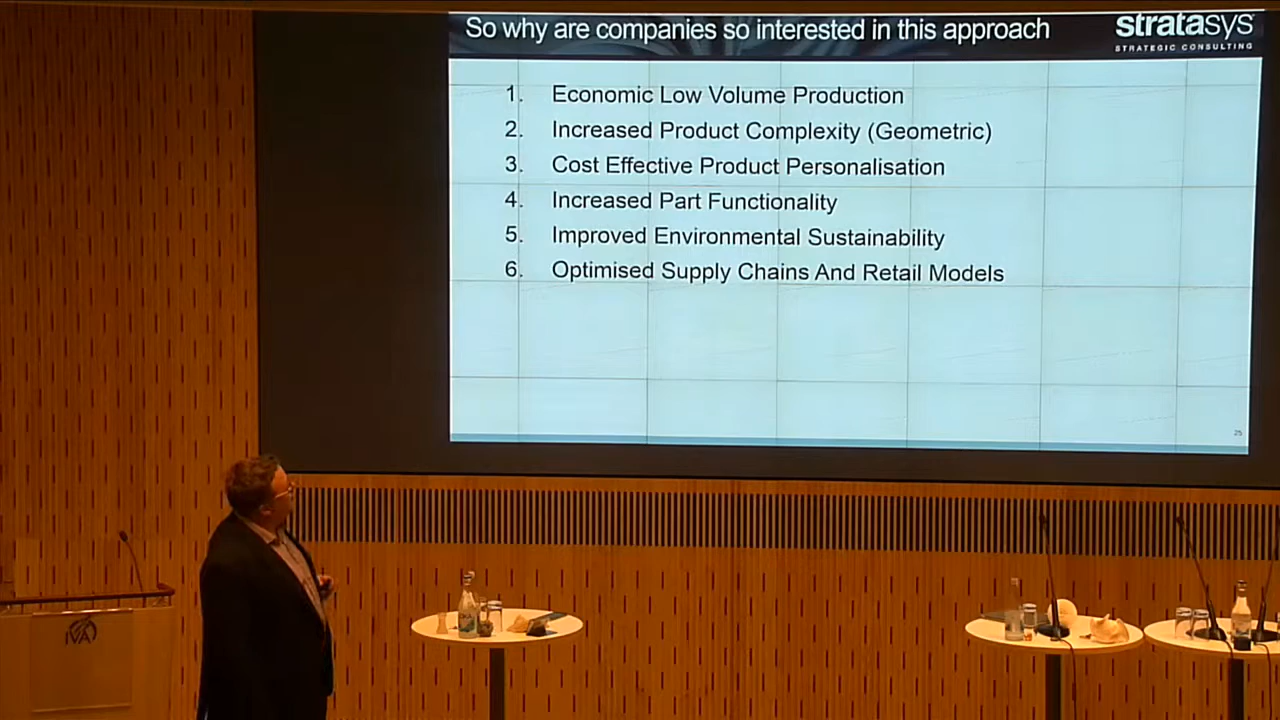 So why are companies so interested in this approach
stratasys
STRATEGIC CONSULTING
1. Economic Low Volume Production
2. Increased Product Complexity (Geometric)
3. Cost Effective Product Personalisation
4. Increased Part Functionality
5. Improved Environmental Sustainability
6. Optimised Supply Chains And Retail Models
25
IVA